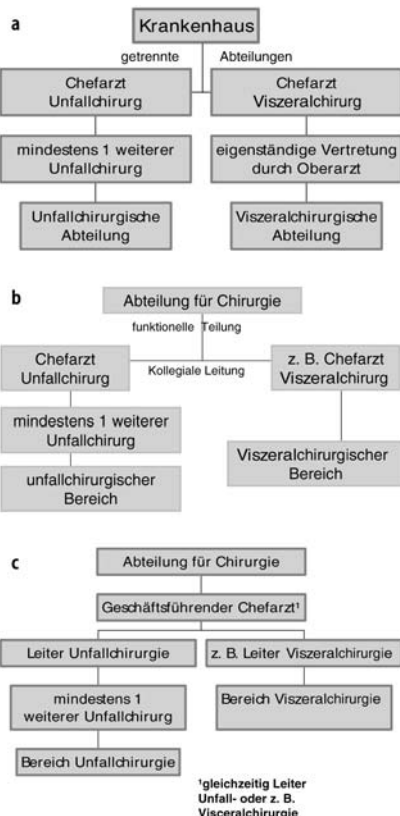 a
Krankenhaus
getrennte Abteilungen
Chefarzt
Unfallchirurg
Chefarzt
Viszeralchirurg
mindestens 1 weiterer
Unfallchirurg
eigenständige Vertretung
durch Oberarzt
Unfallchirurgische
Abteilung
Viszeralchirurgische
Abteilung
b
Abteilung für Chirurgie
funktionelle Teilung
Chefarzt
Unfallchirurg
Kollegiale Leitung
z. B. Chefarzt
Viszeralchirurg
mindestens 1 weiterer
Unfallchirurg
unfallchirurgischer
Bereich
Viszeralchirurgischer
Bereich
c
Abteilung für Chirurgie
Geschäftsführender Chefarzt¹
Leiter Unfallchirurgie
z. B. Leiter Viszeralchirurgie
mindestens 1
weiterer Unfallchirurg
Bereich Viszeralchirurgie
Bereich Unfallchirurgie
¹gleichzeitig Leiter
Unfall- oder z. B.
Visceralchirurgie